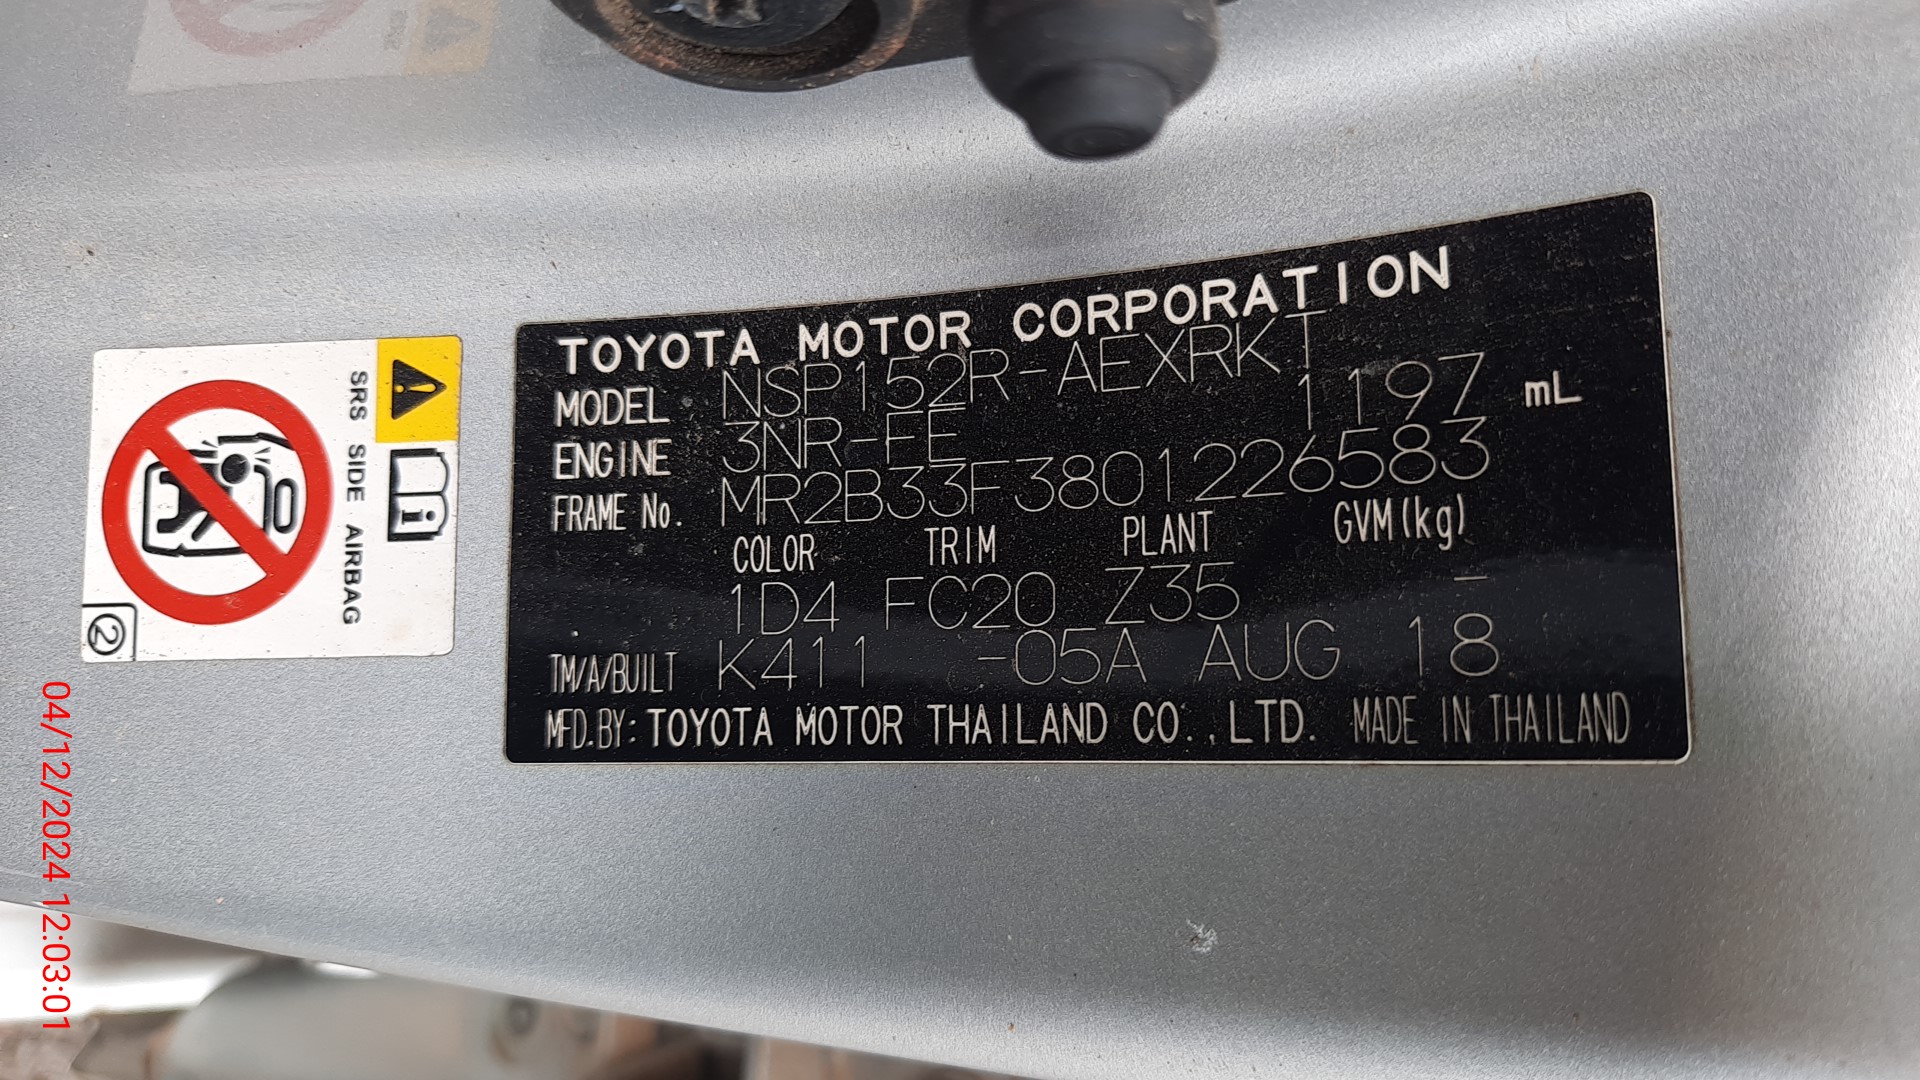 TOYOTA MOTOR CORPORATION
MODEL NSP152R-AEXRKT
ENGINE 3NR-FE 1197 mL
FRAME No. MR2B33F3801226583
COLOR TRIM PLANT GVM(kg)
1D4 FC20 Z35 -
TM/A/BUILT K411 -05A AUG 18
MFD.BY: TOYOTA MOTOR THAILAND CO.,LTD. MADE IN THAILAND
SRS SIDE AIRBAG
2
04/12/2024 12:03:01